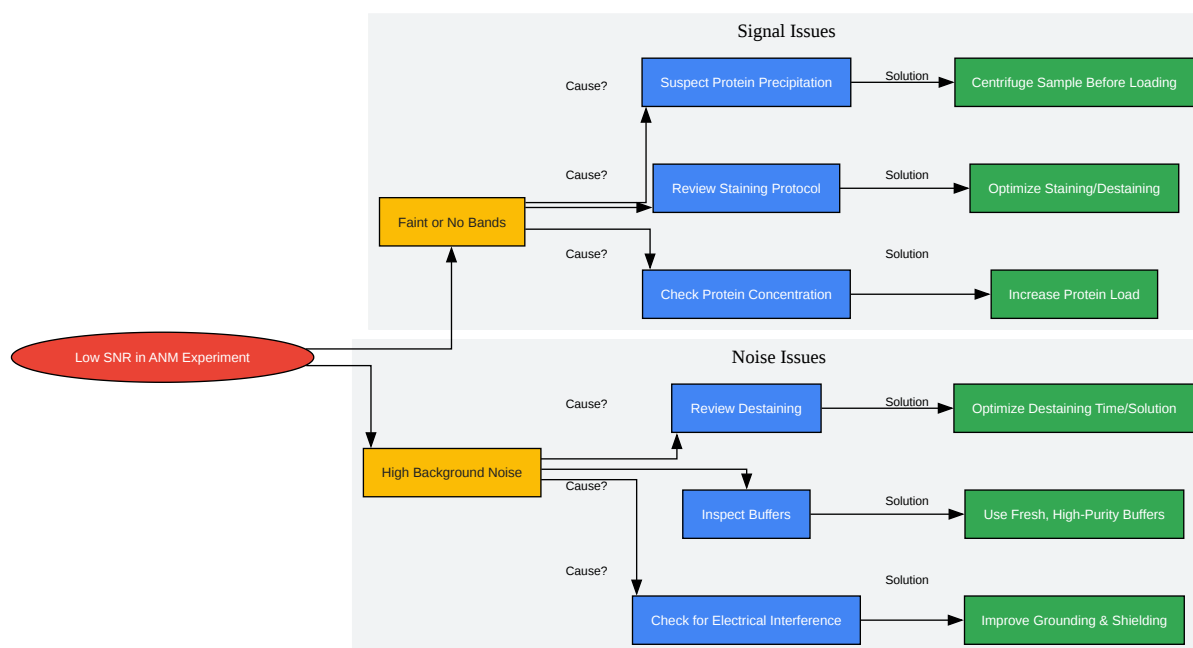 Signal Issues
Cause?
Suspect Protein Precipitation
Solution
Centrifuge Sample Before Loading
Cause?
Review Staining Protocol
Solution
Optimize Staining/Destaining
Faint or No Bands
Cause?
Check Protein Concentration
Solution
Increase Protein Load
Low SNR in ANM Experiment
Noise Issues
Cause?
Review Destaining
Solution
Optimize Destaining Time/Solution
High Background Noise
Cause?
Inspect Buffers
Solution
Use Fresh, High-Purity Buffers
Cause?
Check for Electrical Interference
Solution
Improve Grounding & Shielding